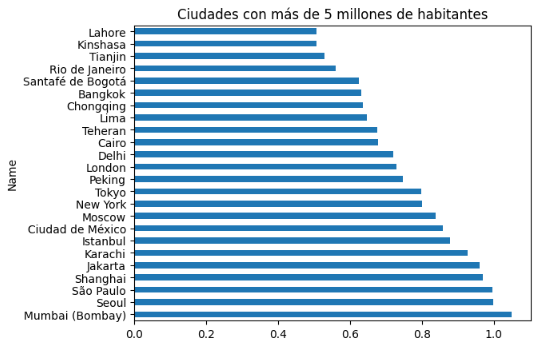 Ciudades con más de 5 millones de habitantes
Lahore
Kinshasa
Tianjin
Rio de Janeiro
Santafé de Bogotá
Bangkok
Chongqing
Lima
Teheran
Cairo
Delhi
London
Peking
Tokyo
New York
Moscow
Ciudad de México
Istanbul
Karachi
Jakarta
Shanghai
São Paulo
Seoul
Mumbai (Bombay)
Name
0.0 0.2 0.4 0.6 0.8 1.0